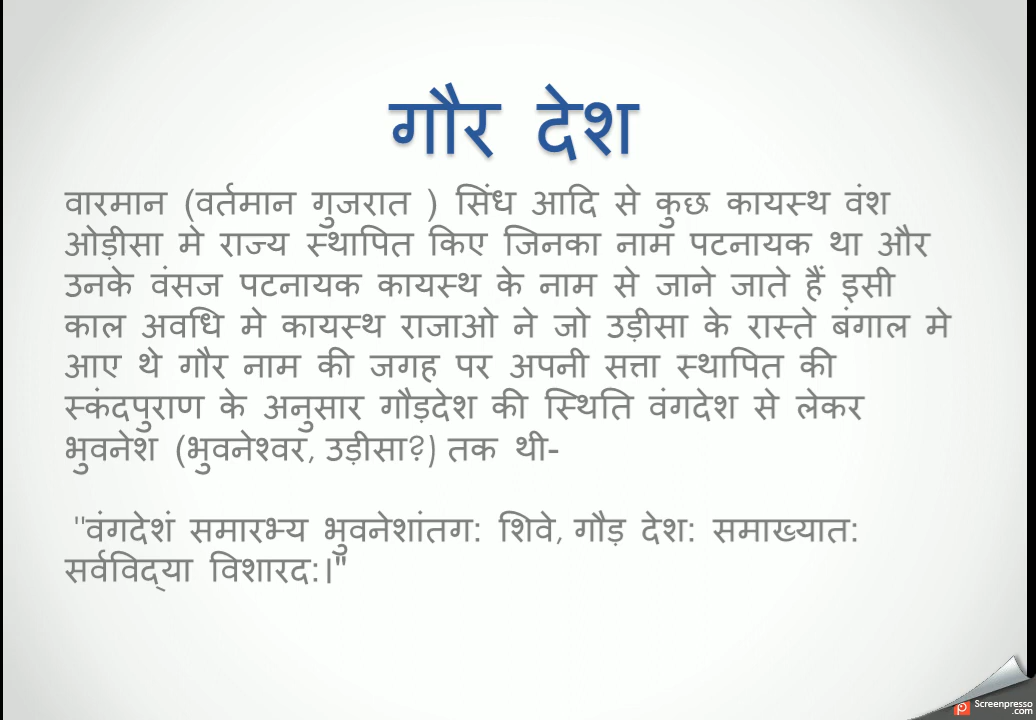 गौर देश
वारमान (वर्तमान गुजरात ) सिंध आदि से कुछ कायस्थ वंश
ओड़ीसा मे राज्य स्थापित किए जिनका नाम पटनायक था और
उनके वंसज पटनायक कायस्थ के नाम से जाने जाते हैं इसी
काल अवधि मे कायस्थ राजाओ ने जो उड़ीसा के रास्ते बंगाल मे
आए थे गौर नाम की जगह पर अपनी सत्ता स्थापित की
स्कंदपुराण के अनुसार गौड़देश की स्थिति वंगदेश से लेकर
भुवनेश (भुवनेश्वर, उड़ीसा?) तक थी-
"वंगदेशं समारभ्य भुवनेशांतग: शिवे, गौड़ देश: समाख्यात:
सर्वविद्या विशारद:।"
Screenpresso
.com